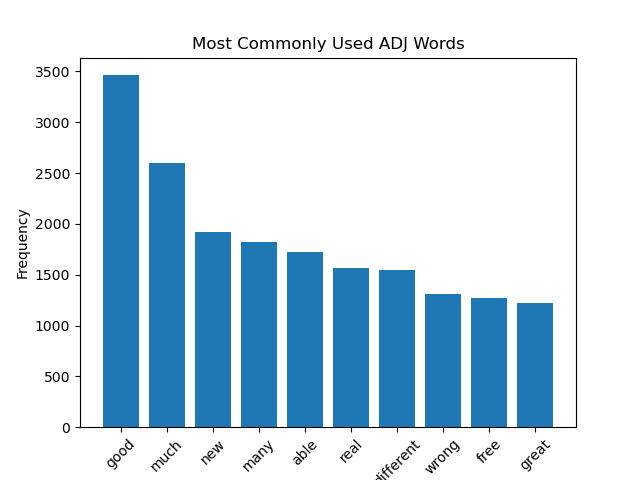 Most Commonly Used ADJ Words
Frequency
3500
3000
2500
2000
1500
1000
500
0
good
much
new
many
able
real
different
wrong
free
great